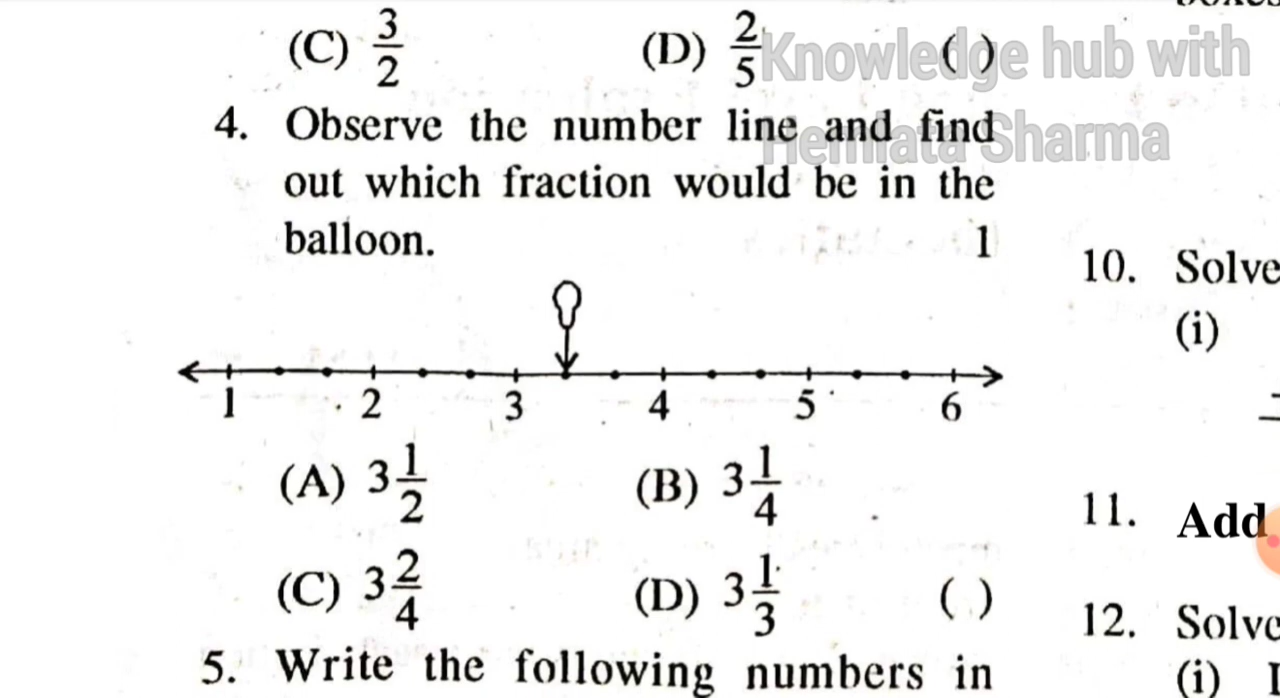 (C) 3/2 (D) 2/5 ( )
Knowledge hub with
Hemlata Sharma
4. Observe the number line and find
out which fraction would be in the
balloon. 1
1 2 3 4 5 6
(A) 3 1/2 (B) 3 1/4
(C) 3 2/4 (D) 3 1/3 ( )
5. Write the following numbers in
10. Solve
(i)
11. Add
12. Solve
(i)